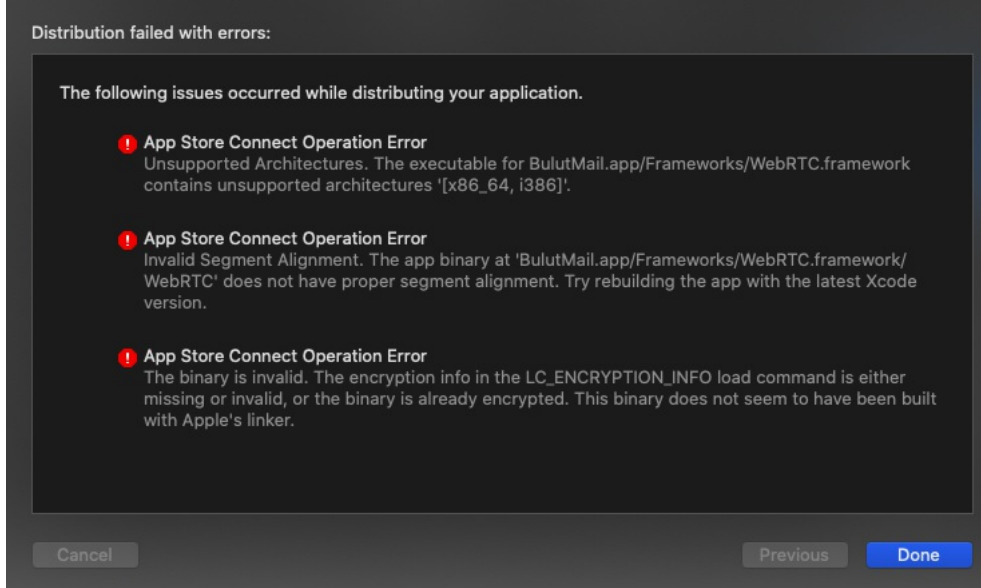 Distribution failed with errors:
The following issues occurred while distributing your application.
App Store Connect Operation Error
Unsupported Architectures. The executable for BulutMail.app/Frameworks/WebRTC.framework
contains unsupported architectures '[x86_64, i386]'.
App Store Connect Operation Error
Invalid Segment Alignment. The app binary at 'BulutMail.app/Frameworks/WebRTC.framework/
WebRTC' does not have proper segment alignment. Try rebuilding the app with the latest Xcode
version.
App Store Connect Operation Error
The binary is invalid. The encryption info in the LC_ENCRYPTION_INFO load command is either
missing or invalid, or the binary is already encrypted. This binary does not seem to have been built
with Apple's linker.
Cancel
Previous
Done